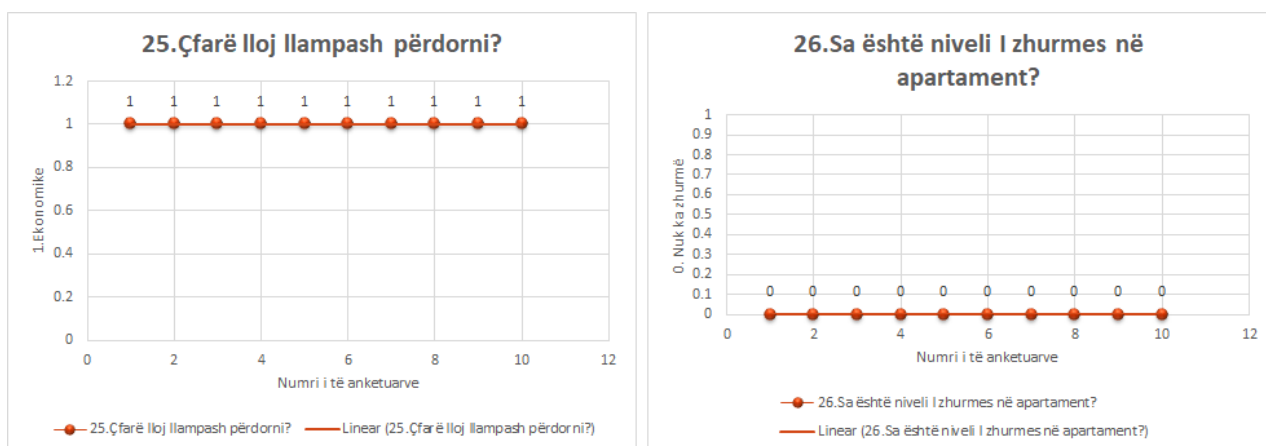 25.Çfarë lloj llampash përdorni?
1.2
1
0.8
0.6
0.4
0.2
0
1.Ekonomike
1 1 1 1 1 1 1 1 1 1
0 2 4 6 8 10 12
Numri i të anketuarve
25.Çfarë lloj llampash përdorni? Linear (25.Çfarë lloj llampash përdorni?)
26.Sa është niveli I zhurmes në
apartament?
1
0.9
0.8
0.7
0.6
0.5
0.4
0.3
0.2
0.1
0
0. Nuk ka zhurmë
0 0 0 0 0 0 0 0 0 0
0 2 4 6 8 10 12
Numri i të anketuarve
26.Sa është niveli I zhurmes në apartament?
Linear (26.Sa është niveli I zhurmes në apartament?)